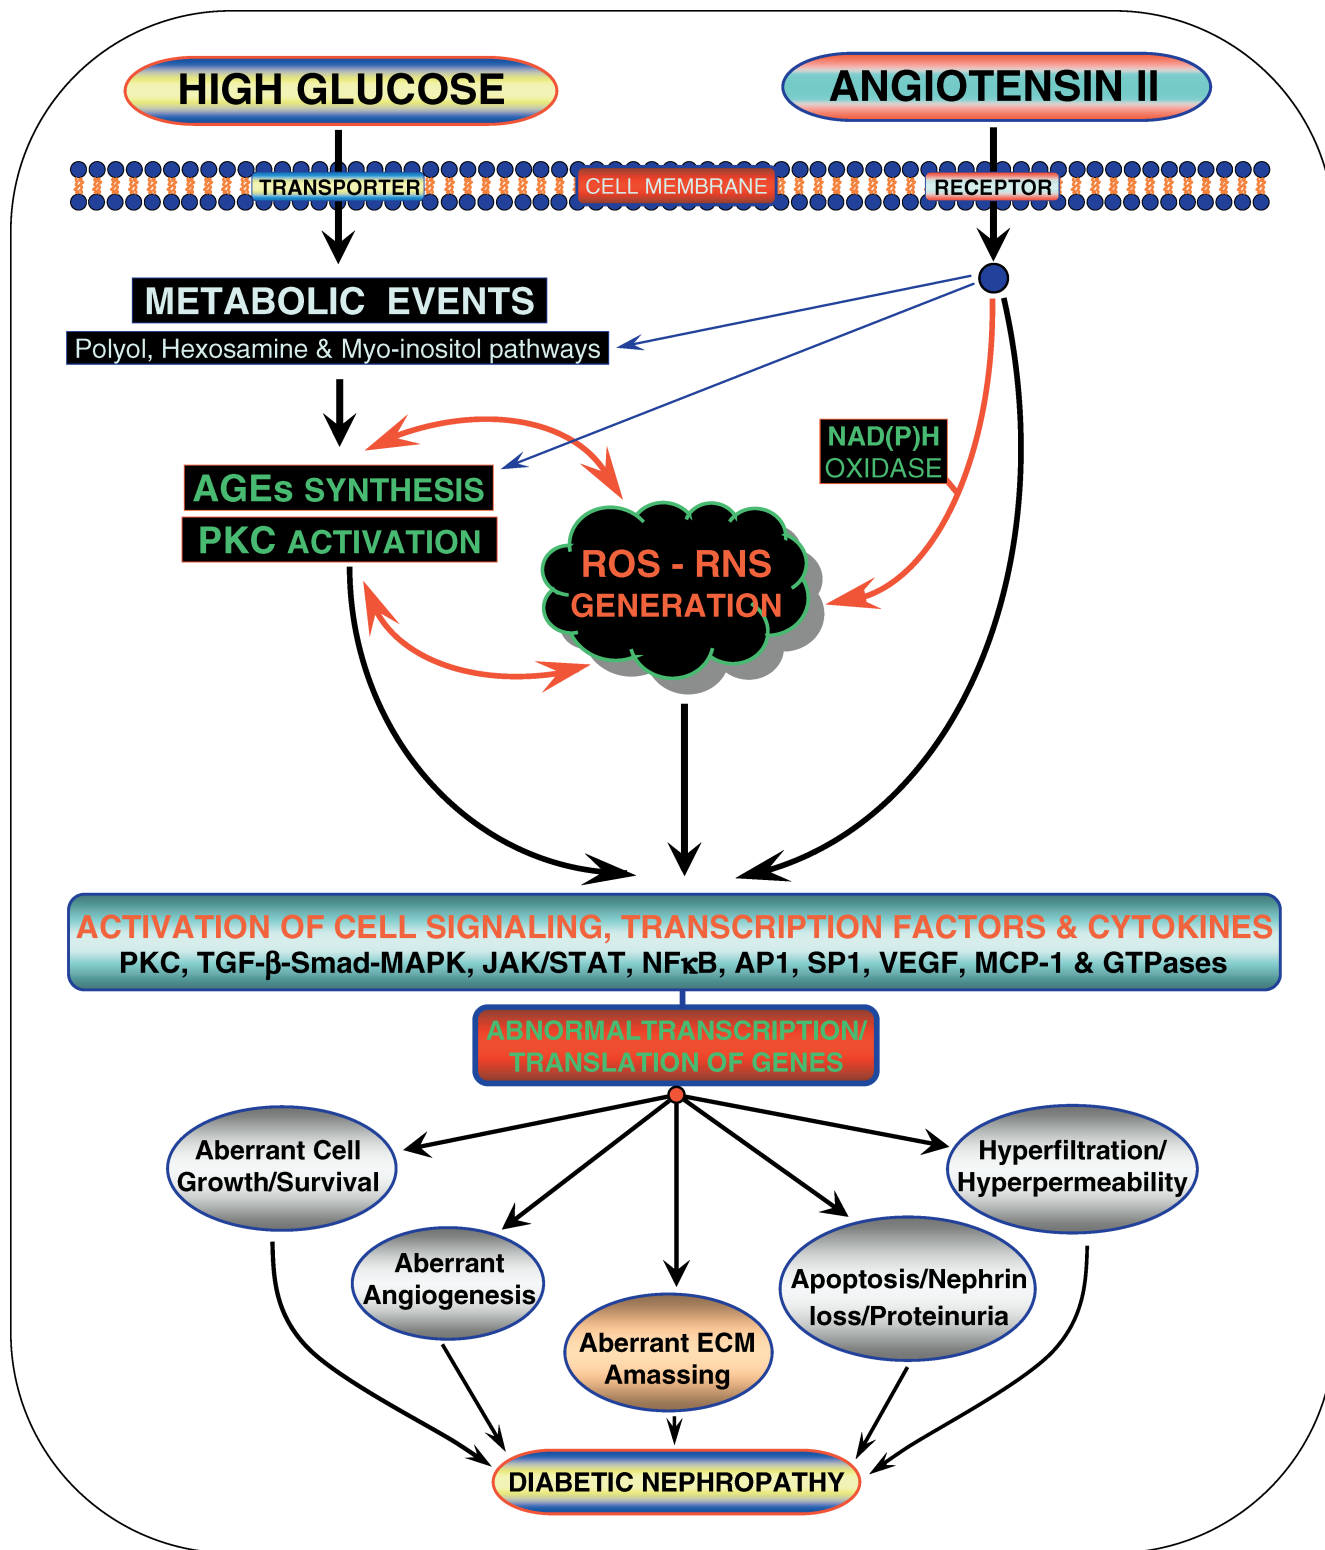 HIGH GLUCOSE
ANGIOTENSIN II
TRANSPORTER
CELL MEMBRANE
RECEPTOR
METABOLIC EVENTS
Polyol, Hexosamine & Myo-inositol pathways
NAD(P)H
OXIDASE
AGEs SYNTHESIS
PKC ACTIVATION
ROS - RNS
GENERATION
ACTIVATION OF CELL SIGNALING, TRANSCRIPTION FACTORS & CYTOKINES
PKC, TGF-β-Smad-MAPK, JAK/STAT, NFκB, AP1, SP1, VEGF, MCP-1 & GTPases
ABNORMALTRANSCRIPTION/
TRANSLATION OF GENES
Aberrant Cell
Growth/Survival
Hyperfiltration/
Hyperpermeability
Aberrant
Angiogenesis
Apoptosis/Nephrin
loss/Proteinuria
Aberrant ECM
Amassing
DIABETIC NEPHROPATHY